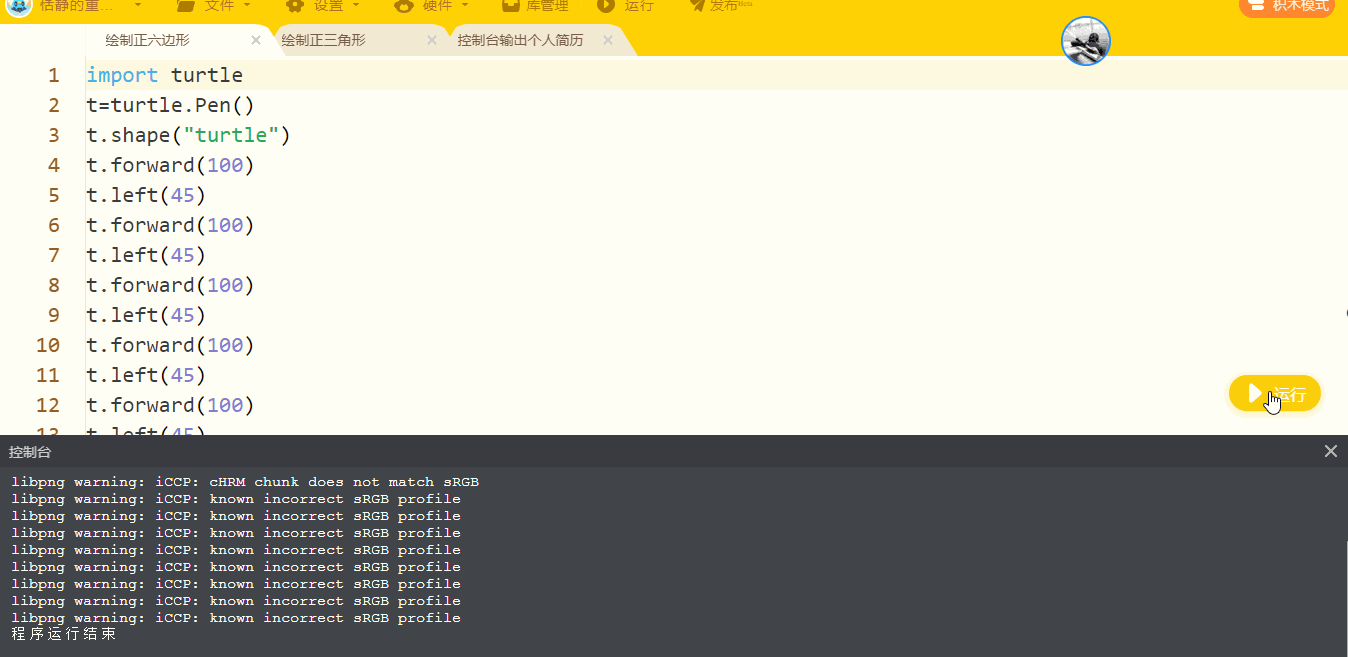 恬静的重... 文件 设置 硬件 库管理 运行 发布Beta 积木模式
绘制正六边形 × 绘制正三角形 × 控制台输出个人简历 ×
1 import turtle
2 t=turtle.Pen()
3 t.shape("turtle")
4 t.forward(100)
5 t.left(45)
6 t.forward(100)
7 t.left(45)
8 t.forward(100)
9 t.left(45)
10 t.forward(100)
11 t.left(45)
12 t.forward(100)
13 t.left(45)
运行
控制台
libpng warning: iCCP: cHRM chunk does not match sRGB
libpng warning: iCCP: known incorrect sRGB profile
libpng warning: iCCP: known incorrect sRGB profile
libpng warning: iCCP: known incorrect sRGB profile
libpng warning: iCCP: known incorrect sRGB profile
libpng warning: iCCP: known incorrect sRGB profile
libpng warning: iCCP: known incorrect sRGB profile
libpng warning: iCCP: known incorrect sRGB profile
libpng warning: iCCP: known incorrect sRGB profile
程序运行结束